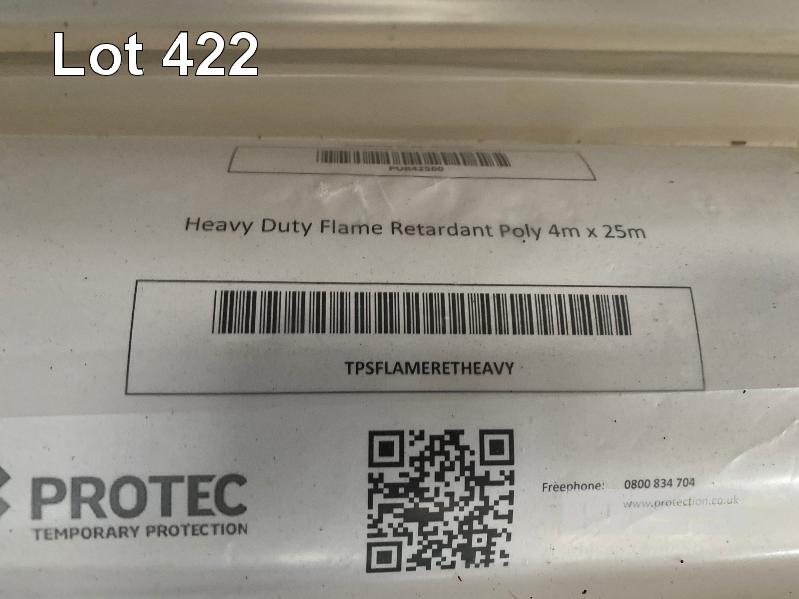 Lot 422
PUR42500
Heavy Duty Flame Retardant Poly 4m x 25m
TPSFLAMERETHEAVY
PROTEC
TEMPORARY PROTECTION
Freephone: 0800 834 704
www.protection.co.uk